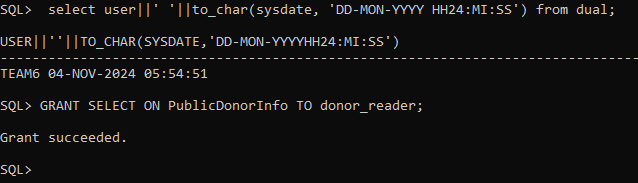 SQL>  select user||' '||to_char(sysdate, 'DD-MON-YYYY HH24:MI:SS') from dual;
USER||''||TO_CHAR(SYSDATE,'DD-MON-YYYYHH24:MI:SS')
--------------------------------------------------------------------------------
TEAM6 04-NOV-2024 05:54:51
SQL> GRANT SELECT ON PublicDonorInfo TO donor_reader;
Grant succeeded.
SQL>